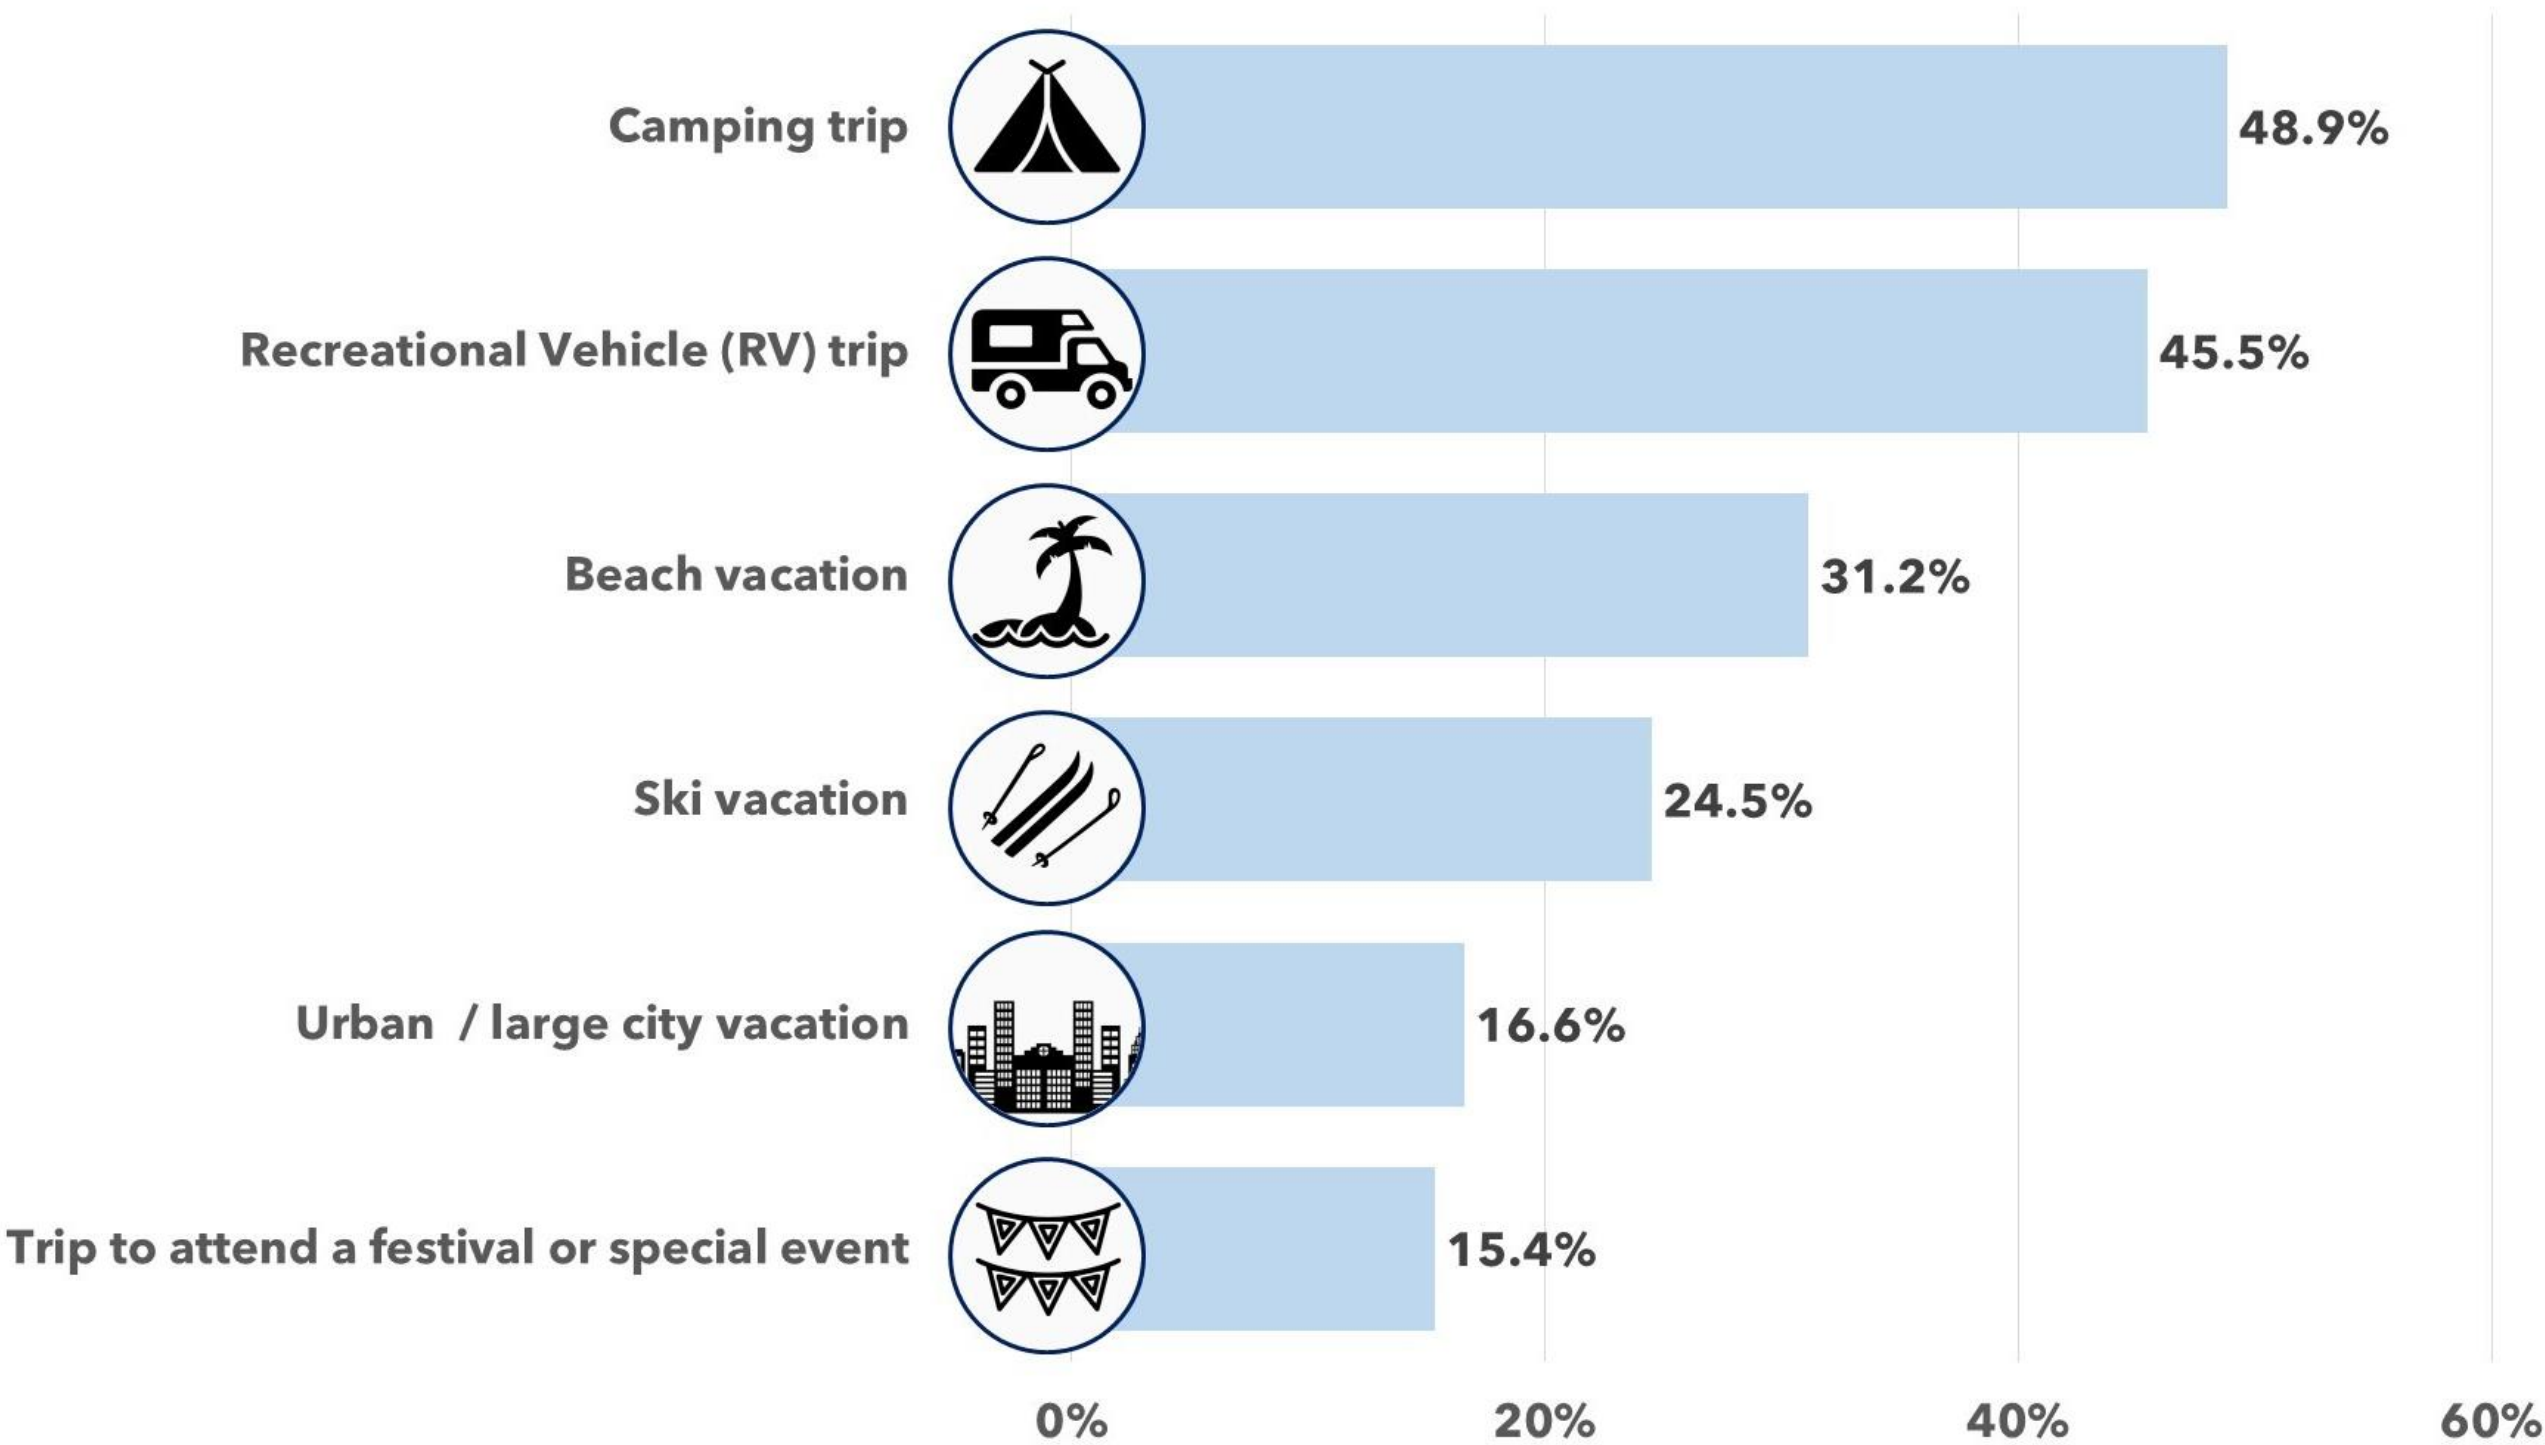 Camping trip 48.9%
Recreational Vehicle (RV) trip 45.5%
Beach vacation 31.2%
Ski vacation 24.5%
Urban  / large city vacation 16.6%
Trip to attend a festival or special event 15.4%
0% 20% 40% 60%